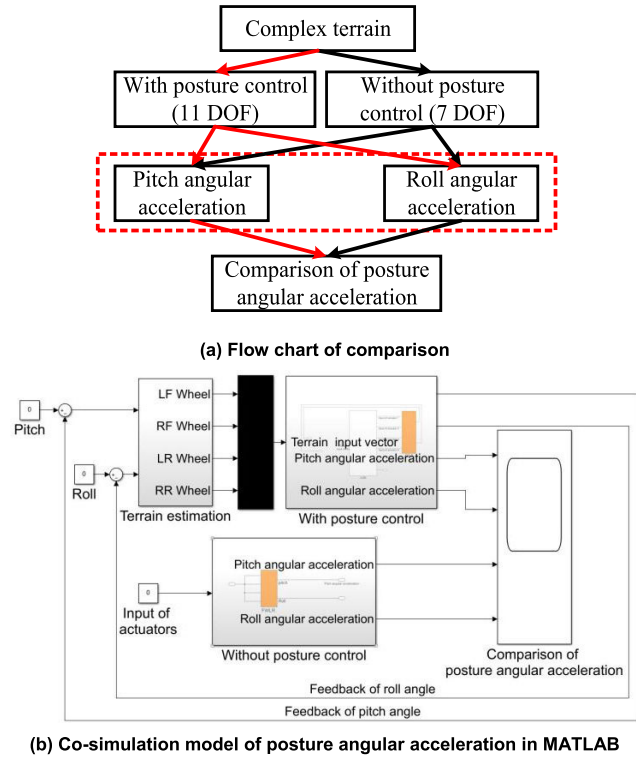 Complex terrain
With posture control
(11 DOF)
Without posture
control (7 DOF)
Pitch angular
acceleration
Roll angular
acceleration
Comparison of posture
angular acceleration
(a) Flow chart of comparison
0
Pitch
0
Roll
LF Wheel
RF Wheel
LR Wheel
RR Wheel
Terrain estimation
Terrain input vector
Pitch angular acceleration
Roll angular acceleration
With posture control
0
Input of
actuators
Pitch angular acceleration
Roll angular acceleration
Without posture control
Comparison of
posture angular acceleration
Feedback of roll angle
Feedback of pitch angle
(b) Co-simulation model of posture angular acceleration in MATLAB